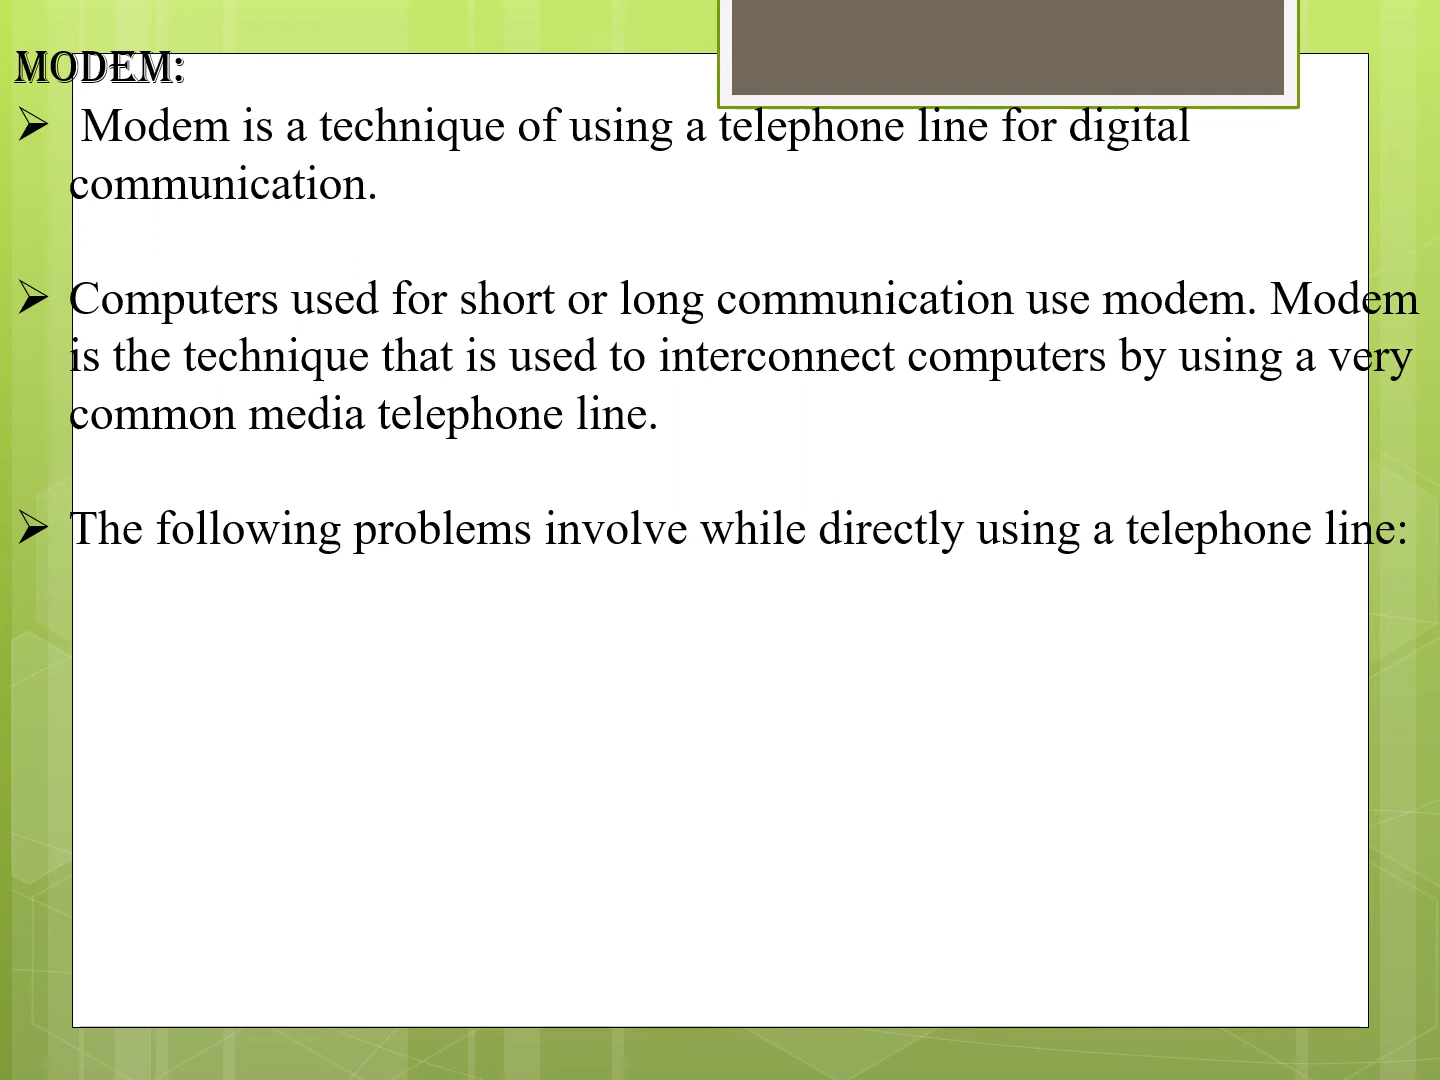 MODEM:
➢ Modem is a technique of using a telephone line for digital
communication.
➢ Computers used for short or long communication use modem. Modem
is the technique that is used to interconnect computers by using a very
common media telephone line.
➢ The following problems involve while directly using a telephone line: